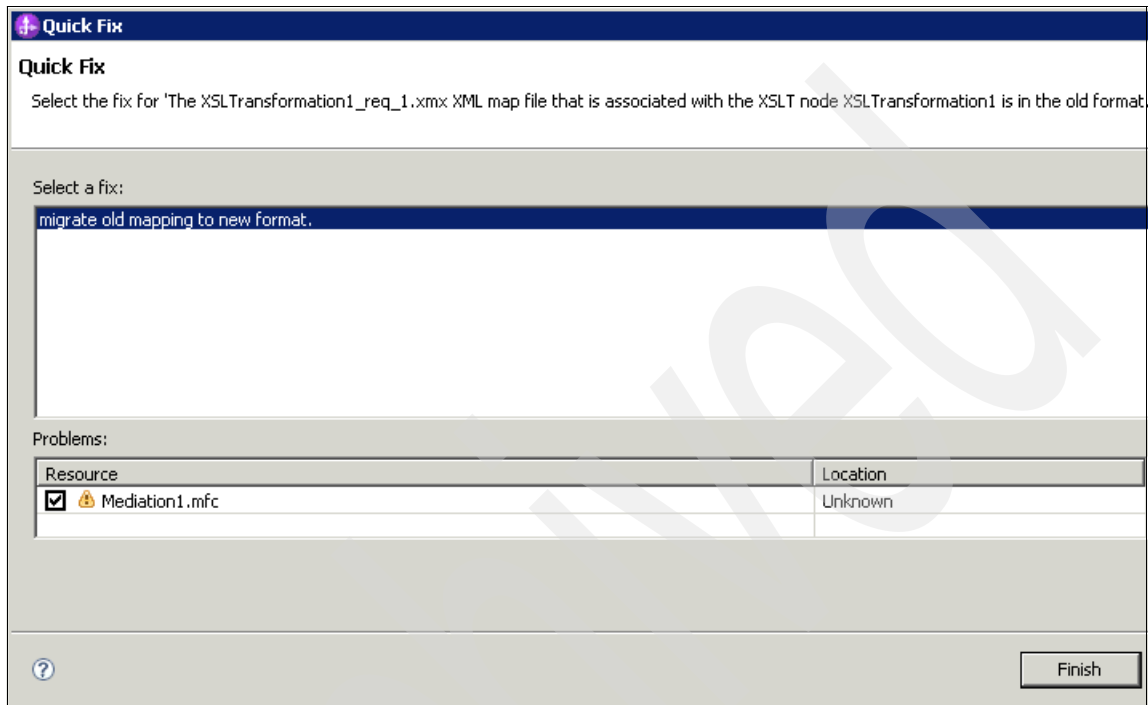 Quick Fix
Quick Fix
Select the fix for 'The XSLTransformation1_req_1.xmx XML map file that is associated with the XSLT node XSLTransformation1 is in the old format.
Select a fix:
migrate old mapping to new format.
Problems:
Resource Location
Mediation1.mfc Unknown
Finish